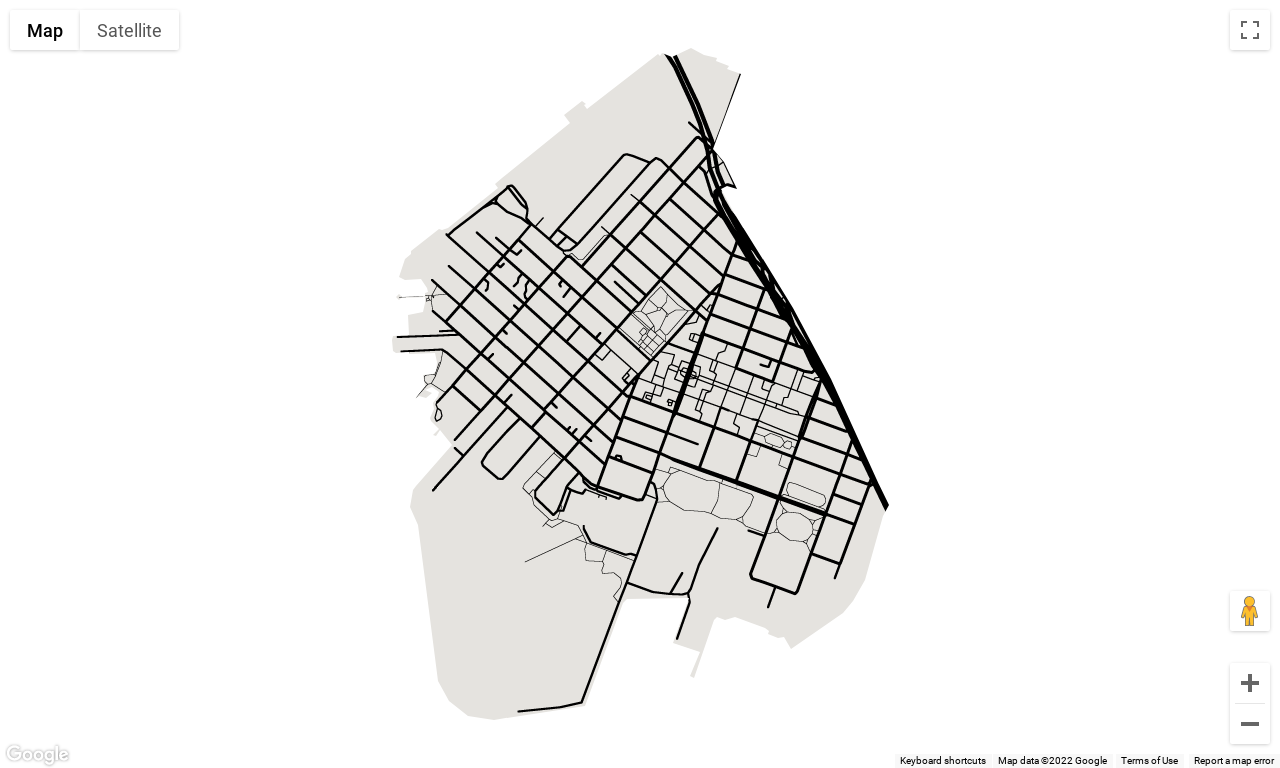 Map
Satellite
Google
Keyboard shortcuts
Map data ©2022 Google
Terms of Use
Report a map error